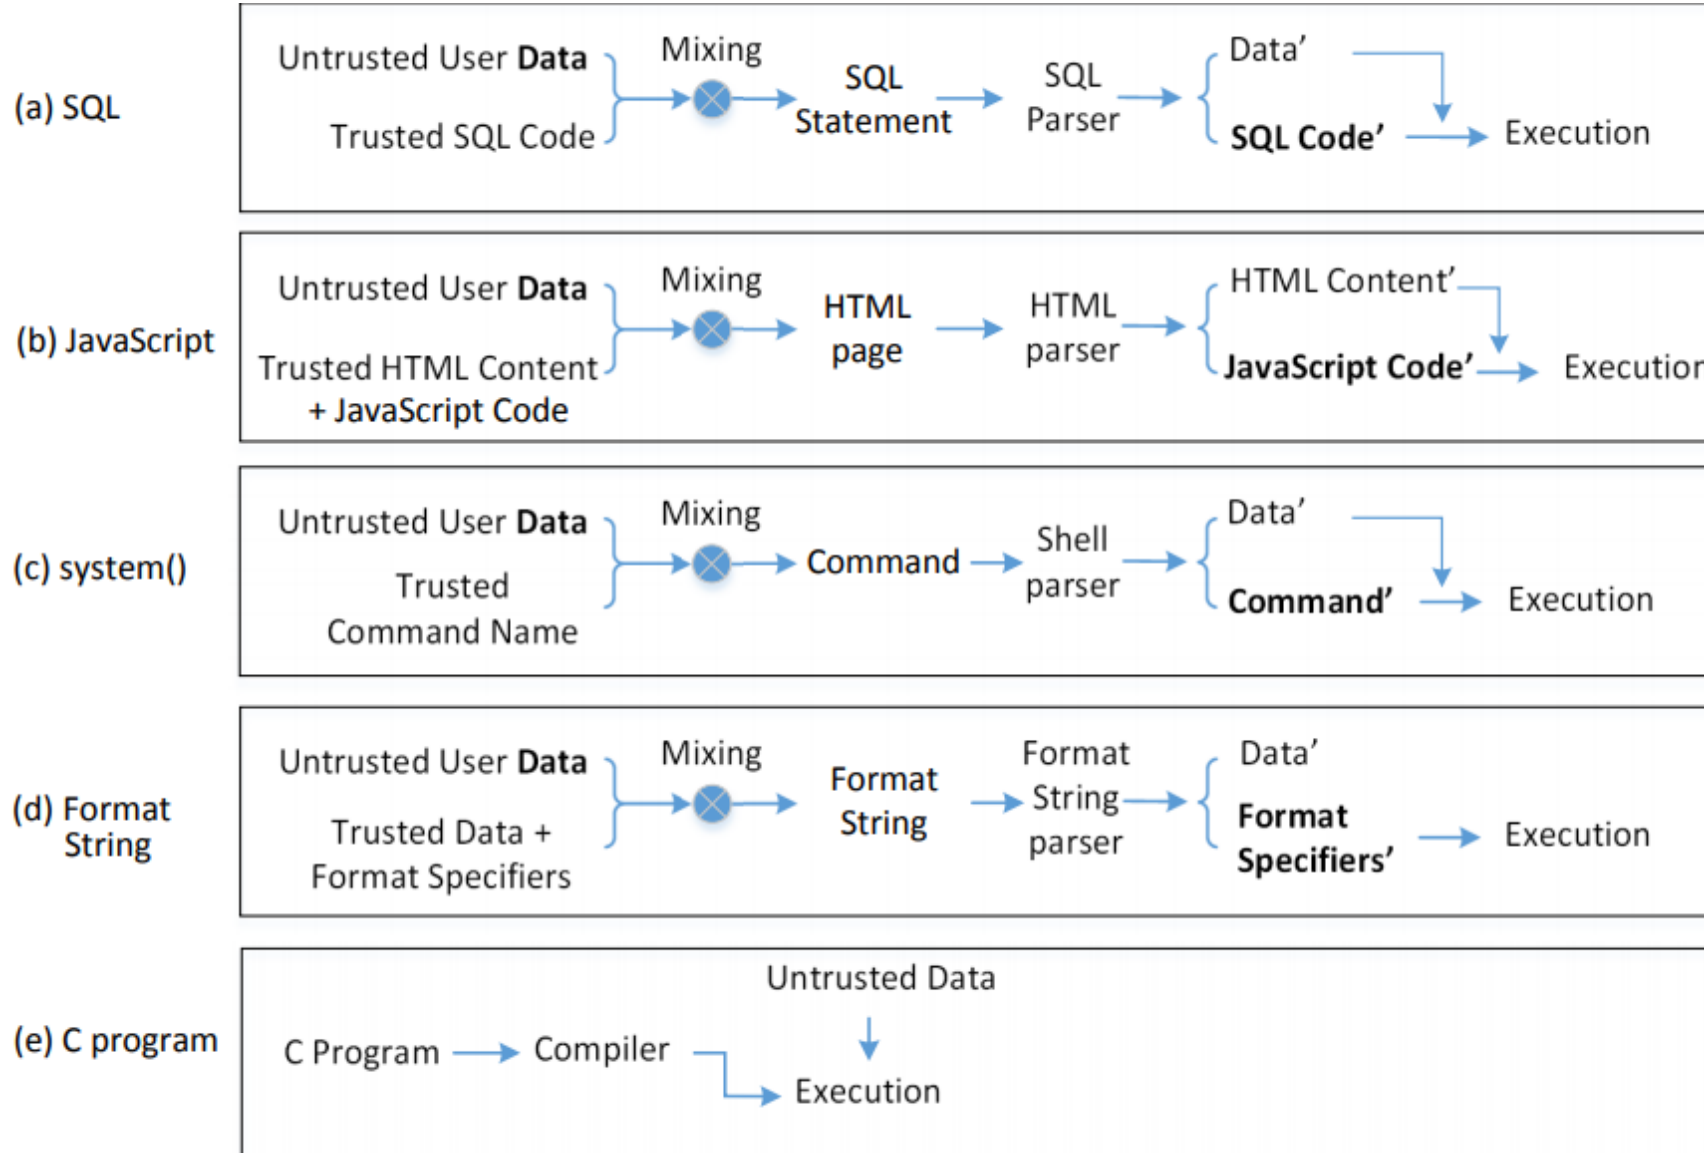 (a) SQL
Untrusted User Data
Trusted SQL Code
Mixing
SQL
Statement
SQL
Parser
Data’
SQL Code’
Execution
(b) JavaScript
Untrusted User Data
Trusted HTML Content
+ JavaScript Code
Mixing
HTML
page
HTML
parser
HTML Content’
JavaScript Code’
Execution
(c) system()
Untrusted User Data
Trusted
Command Name
Mixing
Command
Shell
parser
Data’
Command’
Execution
(d) Format
String
Untrusted User Data
Trusted Data +
Format Specifiers
Mixing
Format
String
Format
String
parser
Data’
Format
Specifiers’
Execution
(e) C program
C Program
Compiler
Untrusted Data
Execution